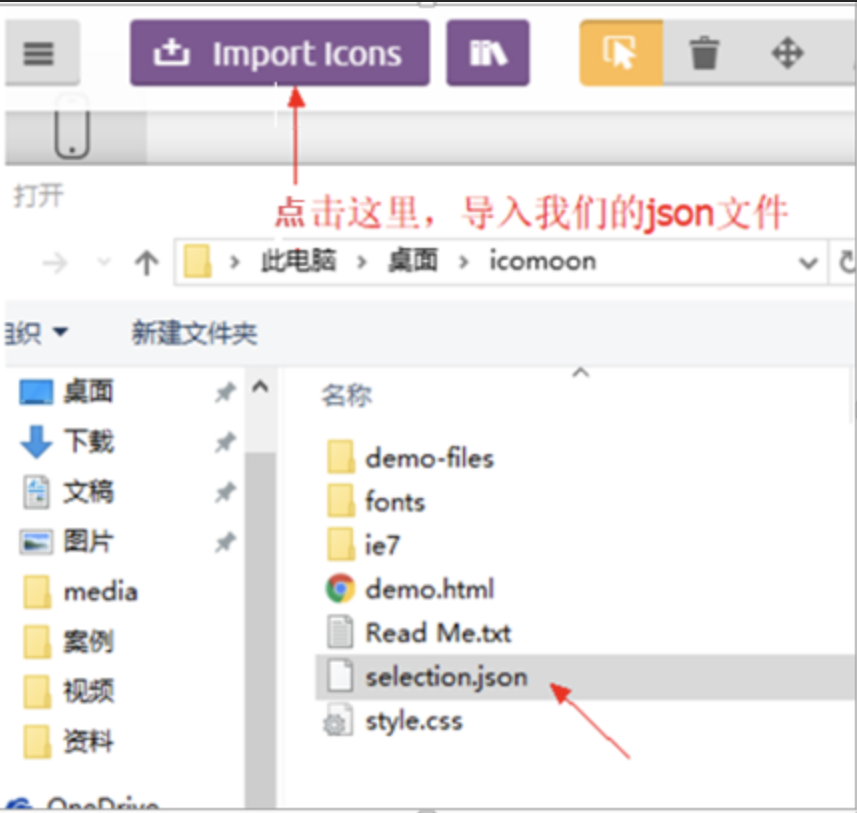 Import Icons
打开
点击这里，导入我们的json文件
此电脑 > 桌面 > icomoon
组织 新建文件夹
桌面
名称
下载
demo-files
文稿
fonts
图片
ie7
media
demo.html
案例
Read Me.txt
视频
selection.json
资料
style.css
OneDrive